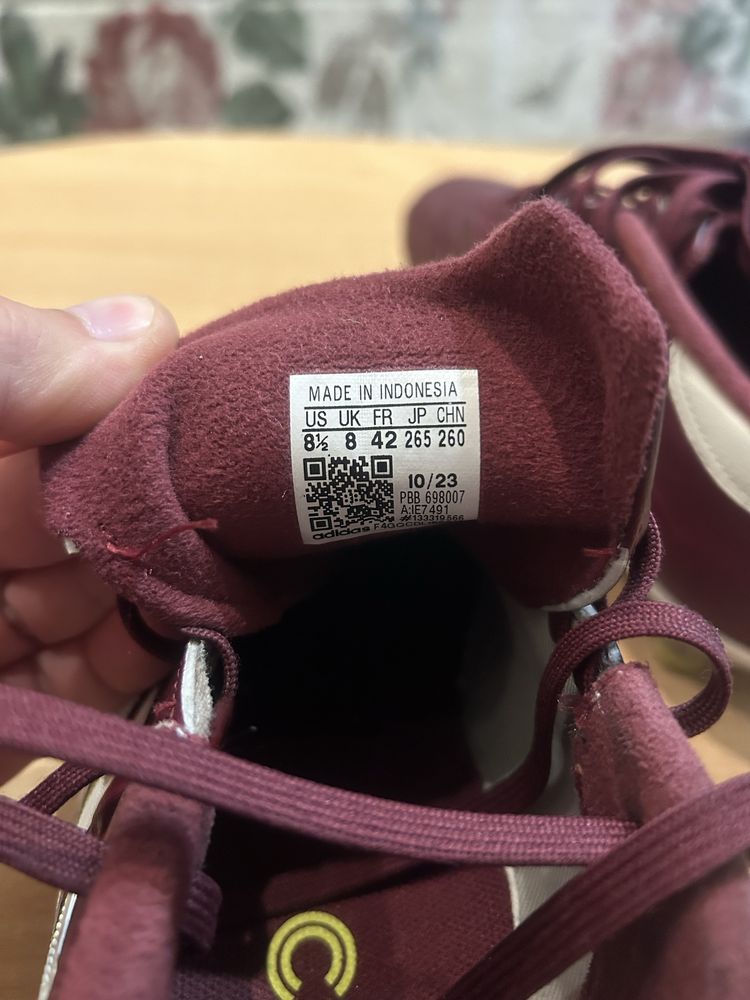 MADE IN INDONESIA
US UK FR JP CHN
8½ 8 42 265 260
10/23
PBB 698007
A:IE7491
#133319566
adidas